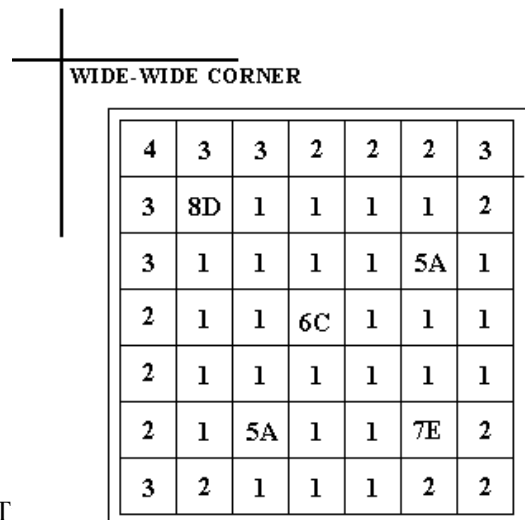 WIDE-WIDE CORNER
4 3 3 2 2 2 3
3 8D 1 1 1 1 2
3 1 1 1 1 5A 1
2 1 1 6C 1 1 1
2 1 1 1 1 1 1
2 1 5A 1 1 7E 2
3 2 1 1 1 2 2
T